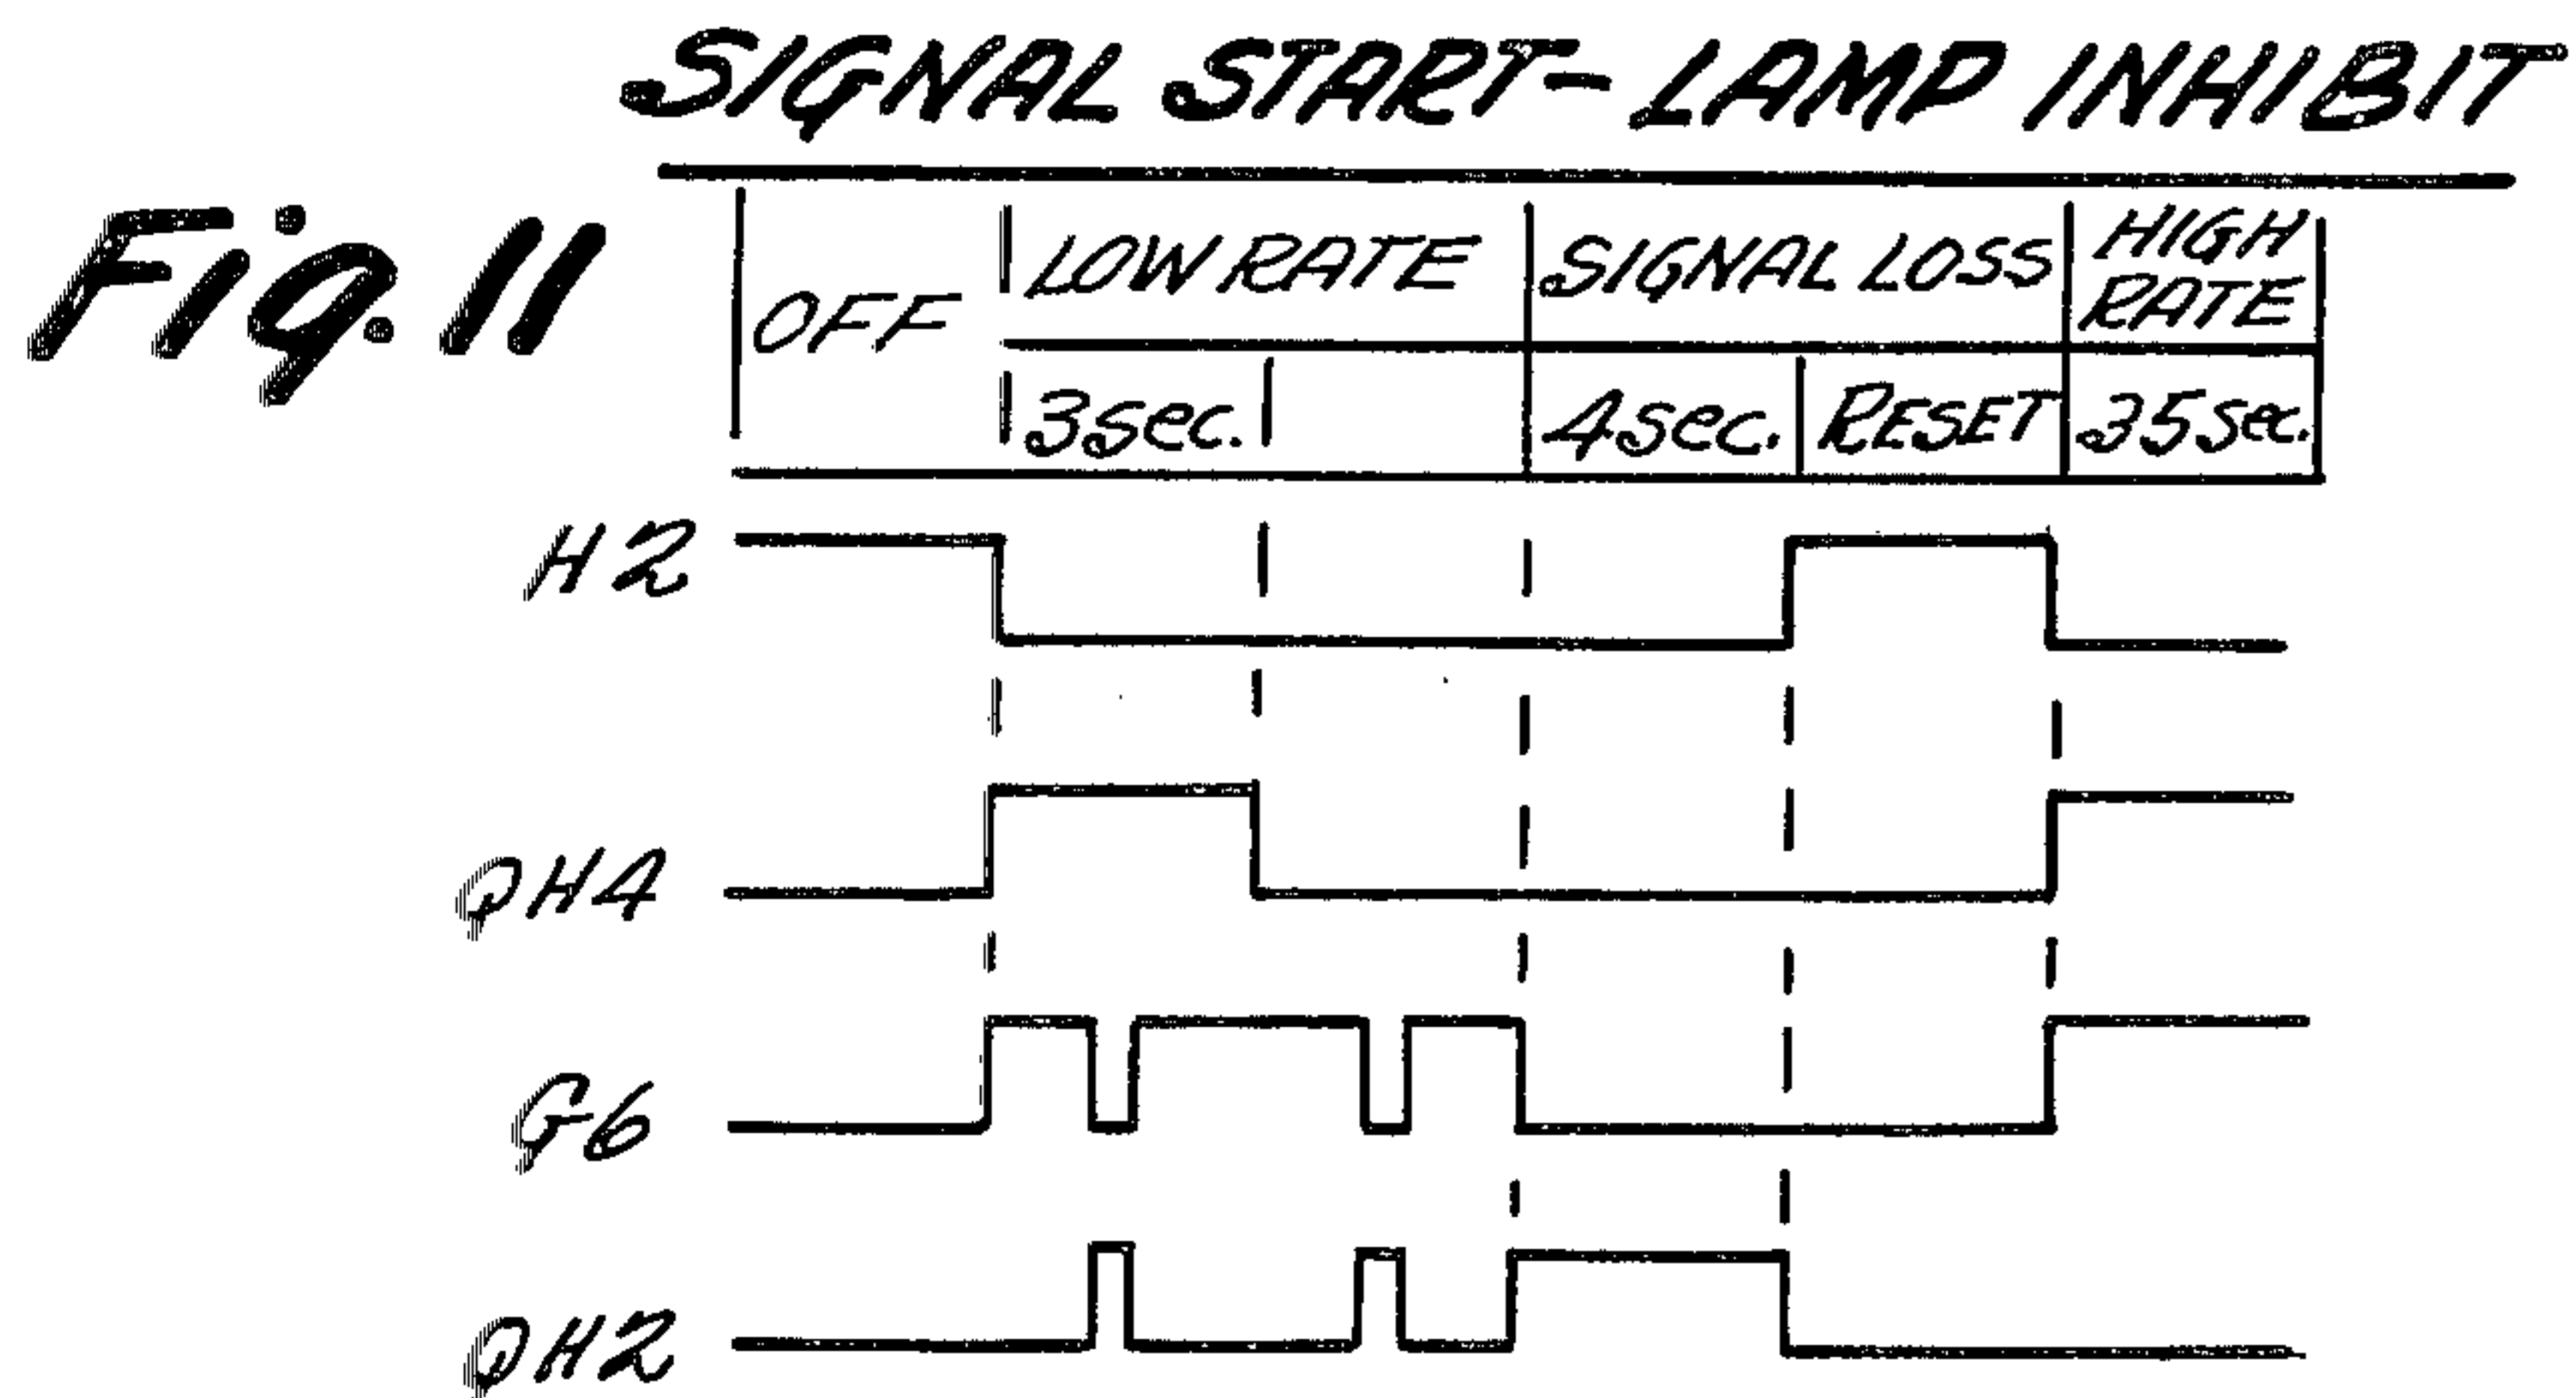 SIGNAL START-LAMP INHIBIT
Fig. 11
OFF
LOW RATE
SIGNAL LOSS
HIGH
RATE
3sec.
4sec.
RESET
35sec.
H2
QH4
G6
QH2